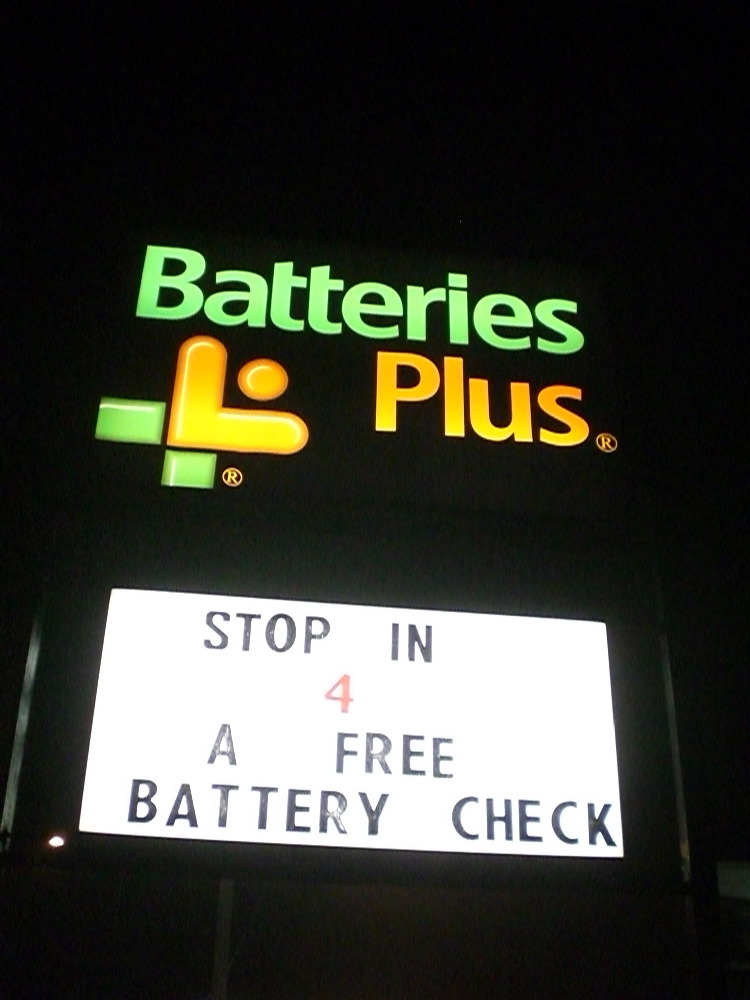 Batteries
Plus®
®
STOP IN
4
A FREE
BATTERY CHECK